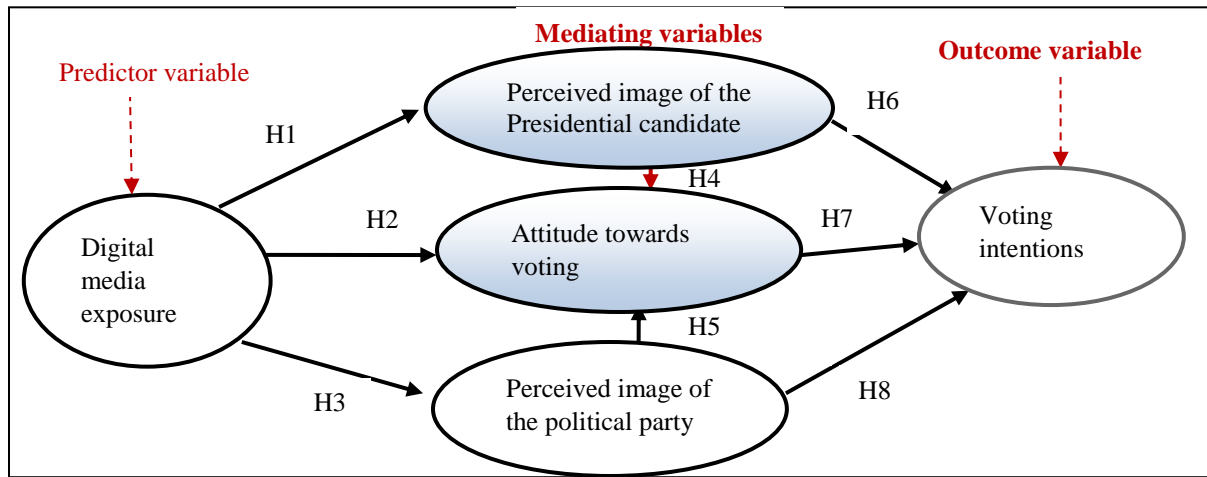 Mediating variables
Outcome variable
Predictor variable
Perceived image of the
Presidential candidate
H6
H1
H4
H2
Attitude towards
voting
H7
Voting
intentions
Digital
media
exposure
H5
H3
Perceived image of
the political party
H8